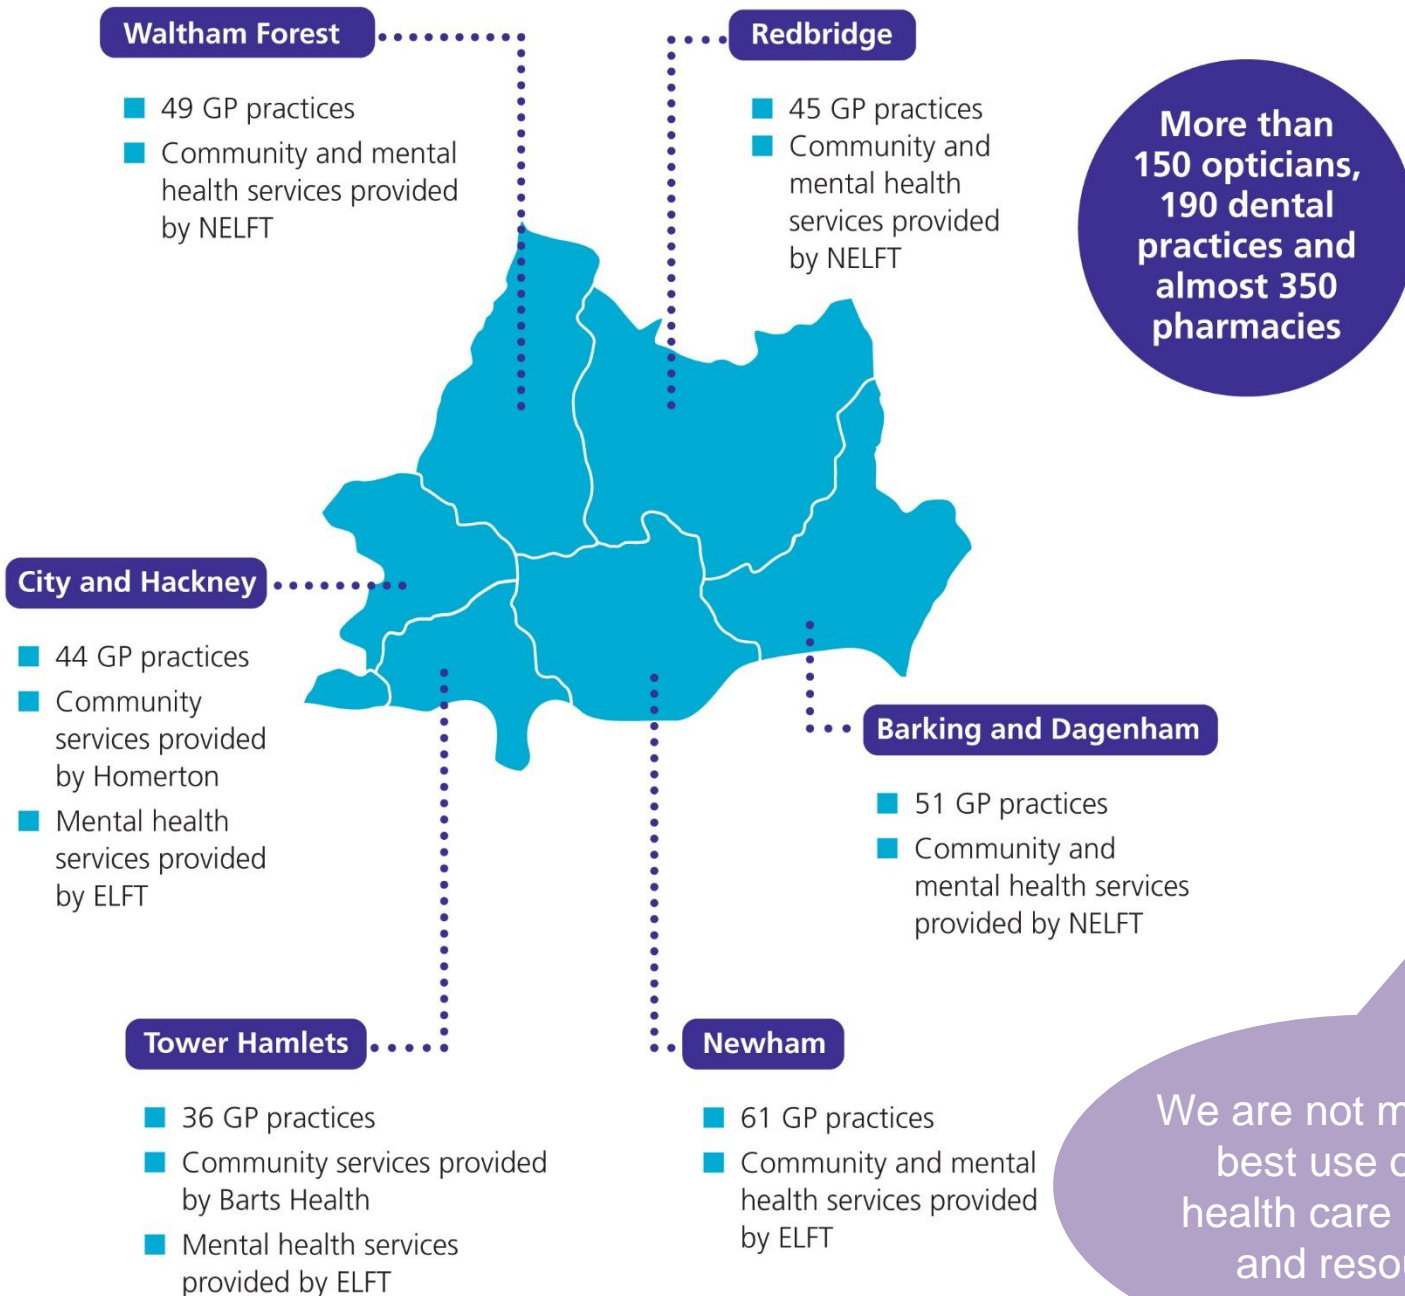 Waltham Forest
49 GP practices
Community and mental
health services provided
by NELFT
Redbridge
45 GP practices
Community and
mental health
services provided
by NELFT
More than
150 opticians,
190 dental
practices and
almost 350
pharmacies
City and Hackney
44 GP practices
Community
services provided
by Homerton
Mental health
services provided
by ELFT
Barking and Dagenham
51 GP practices
Community and
mental health services
provided by NELFT
Tower Hamlets
36 GP practices
Community services provided
by Barts Health
Mental health services
provided by ELFT
Newham
61 GP practices
Community and mental
health services provided
by ELFT
We are not
best use
health care
and